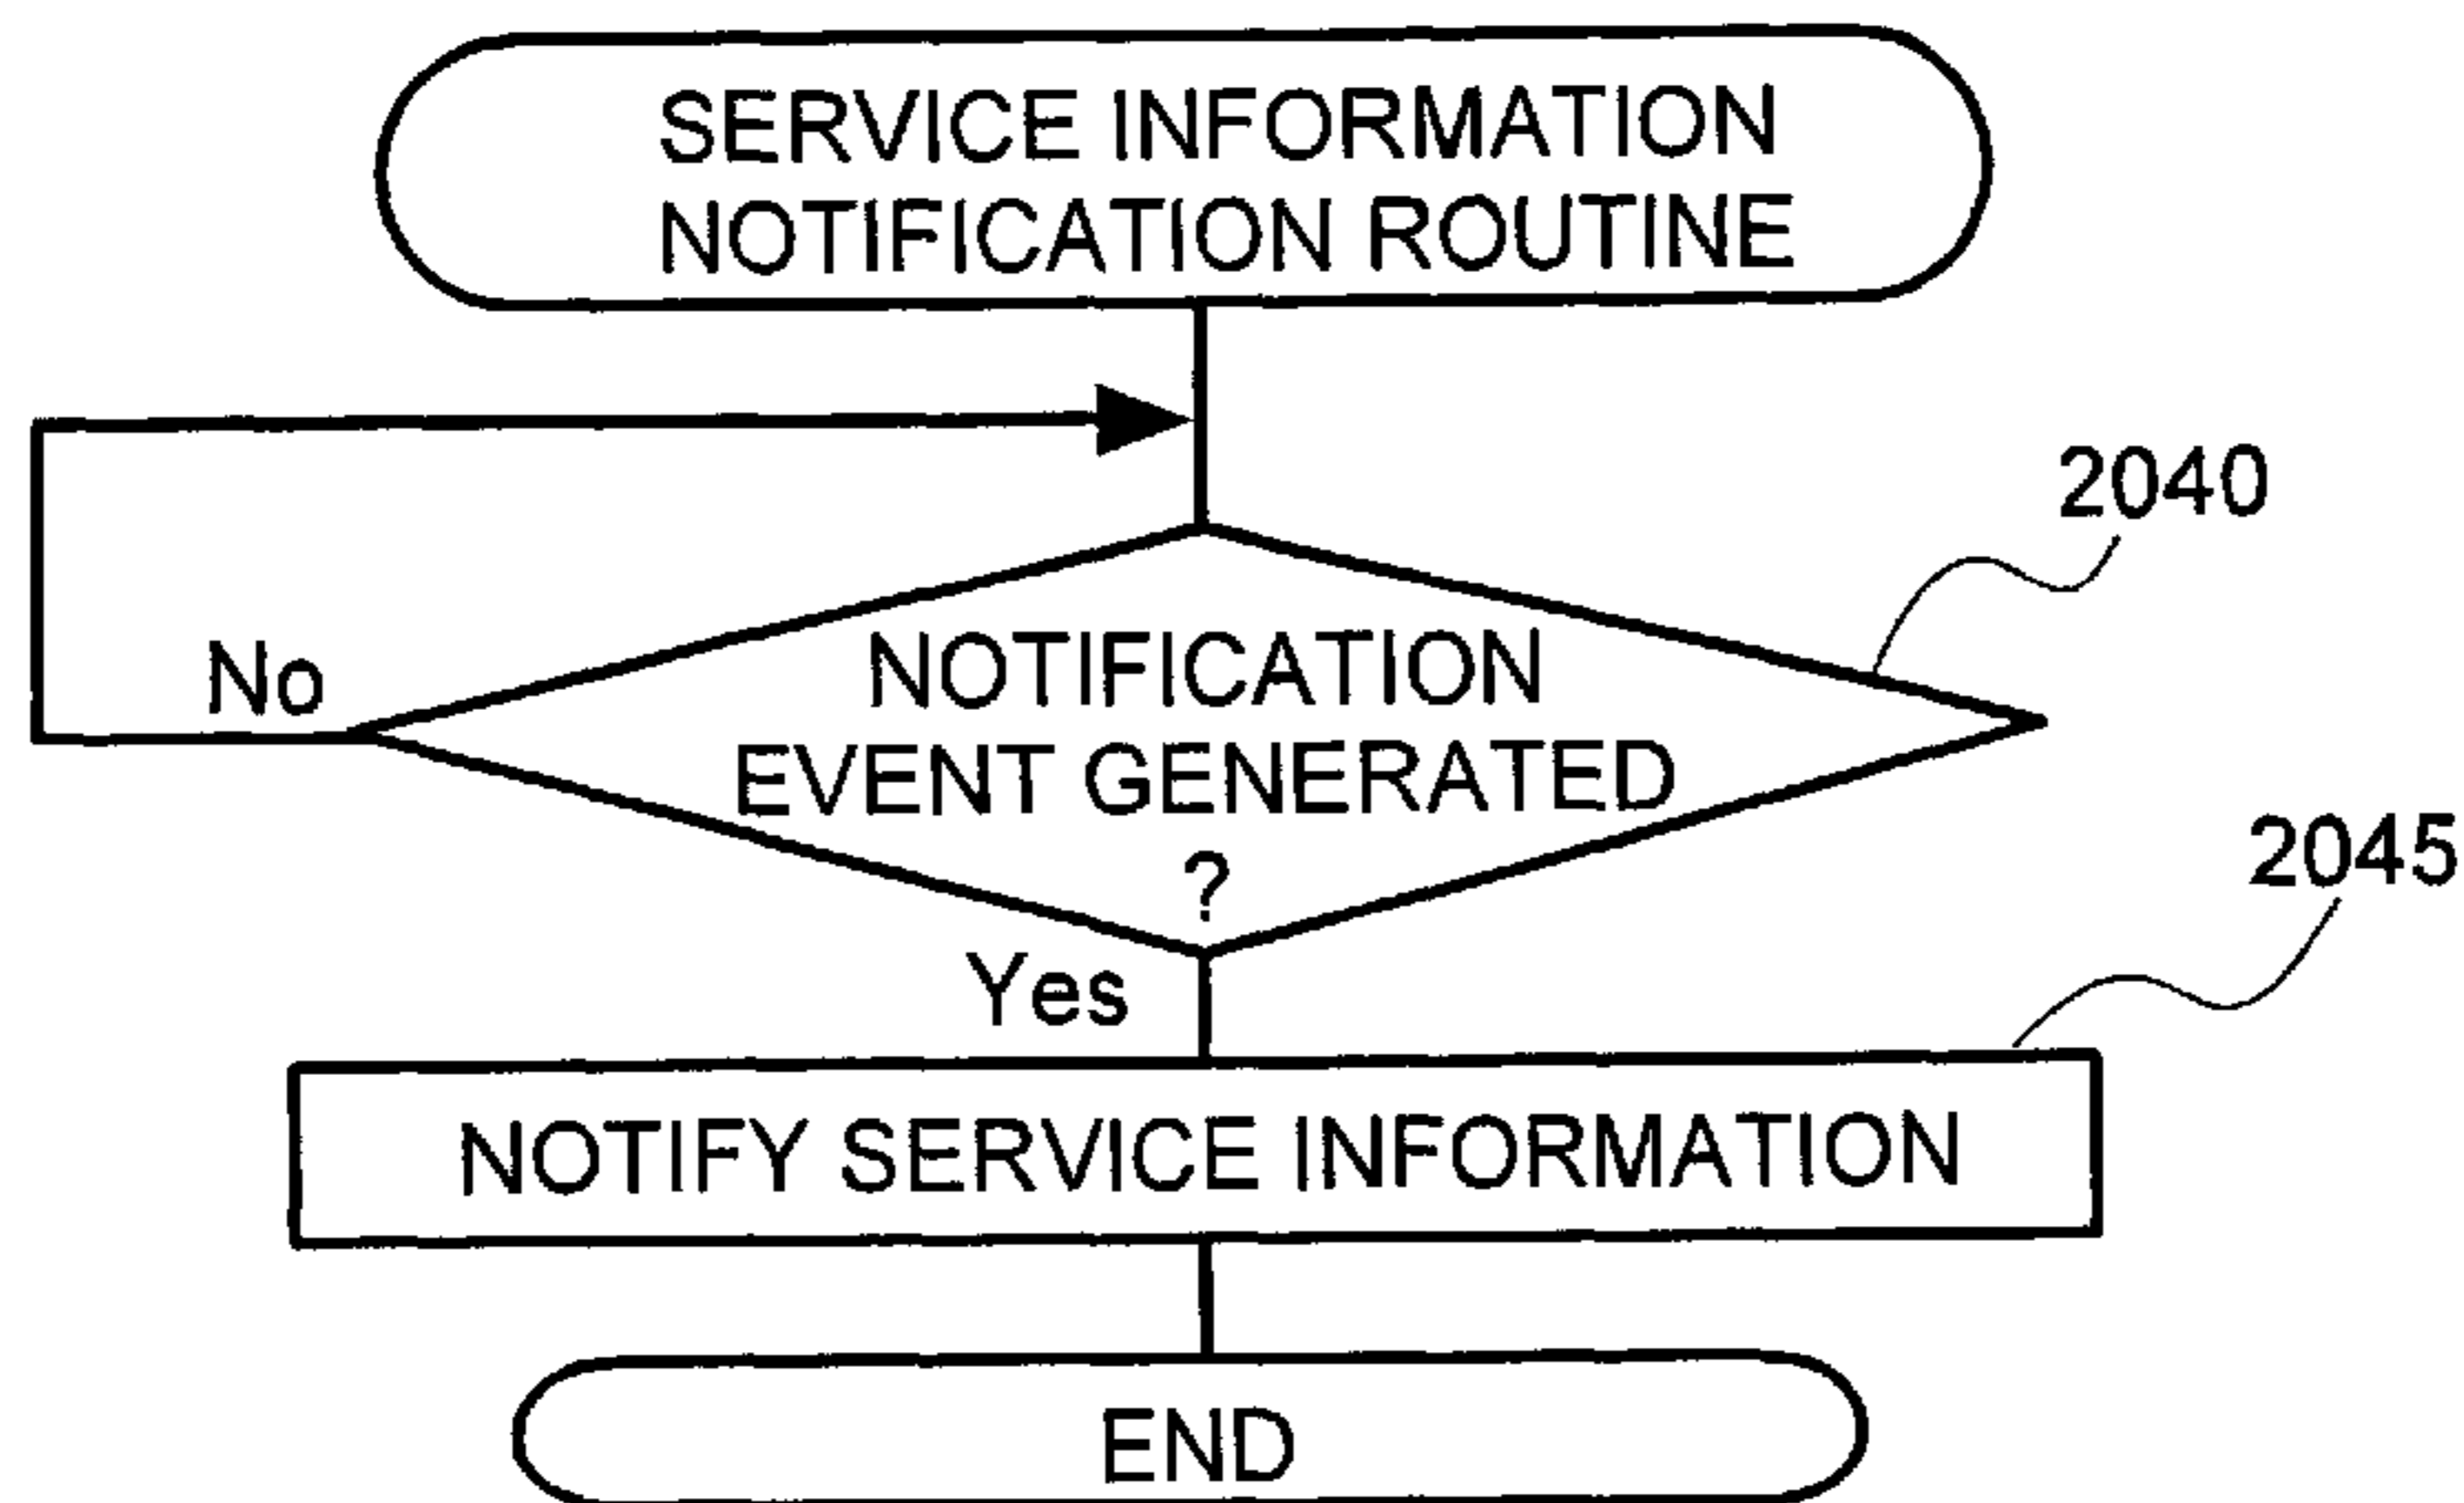 SERVICE INFORMATION
NOTIFICATION ROUTINE
2040
No
NOTIFICATION
EVENT GENERATED
?
2045
Yes
NOTIFY SERVICE INFORMATION
END